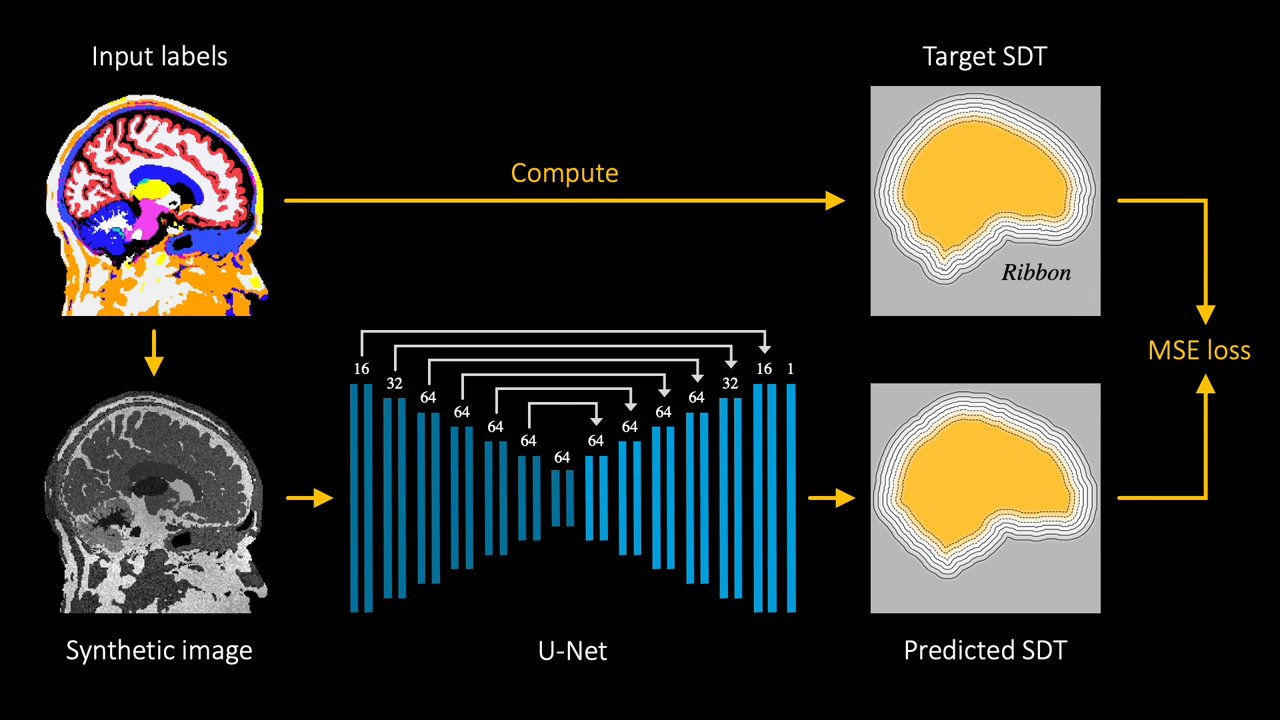 Input labels
Target SDT
Compute
Ribbon
MSE loss
16
32
64
64
64
64
64
64
64
64
64
32
16
1
Synthetic image
U-Net
Predicted SDT